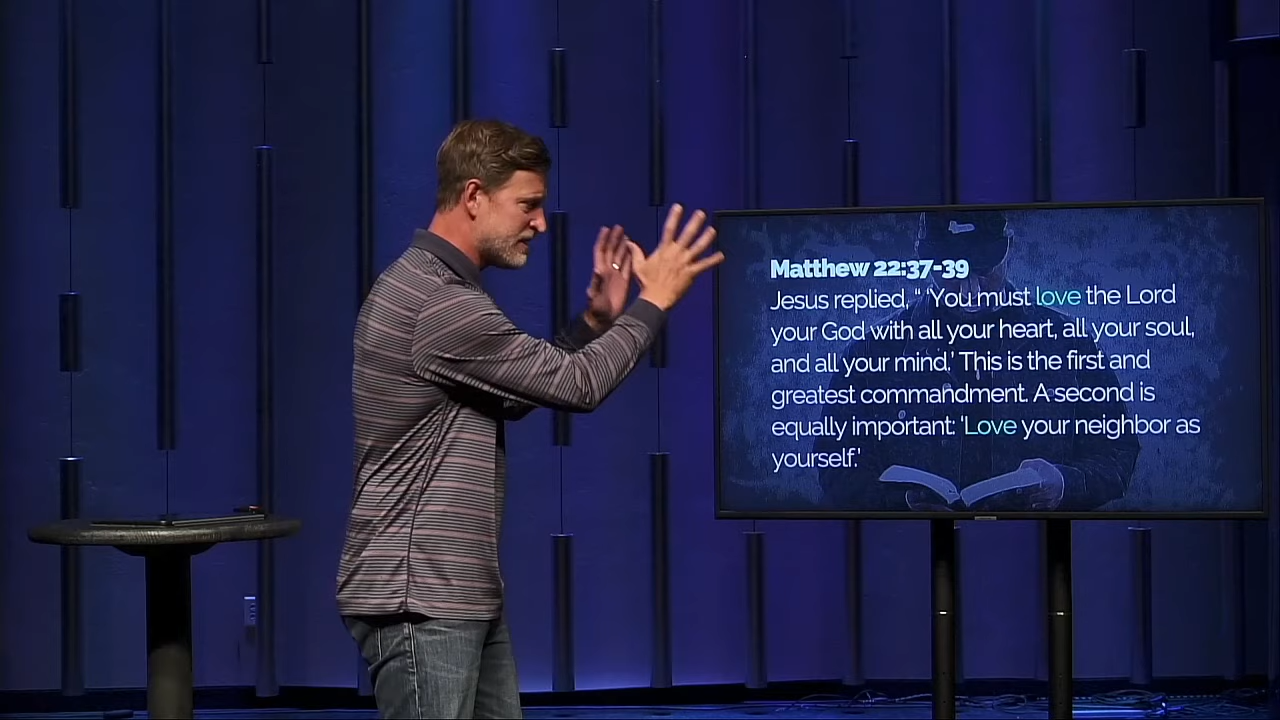 Matthew 22:37-39
Jesus replied, “ ‘You must love the Lord
your God with all your heart, all your soul,
and all your mind.’ This is the first and
greatest commandment. A second is
equally important: ‘Love your neighbor as
yourself.’